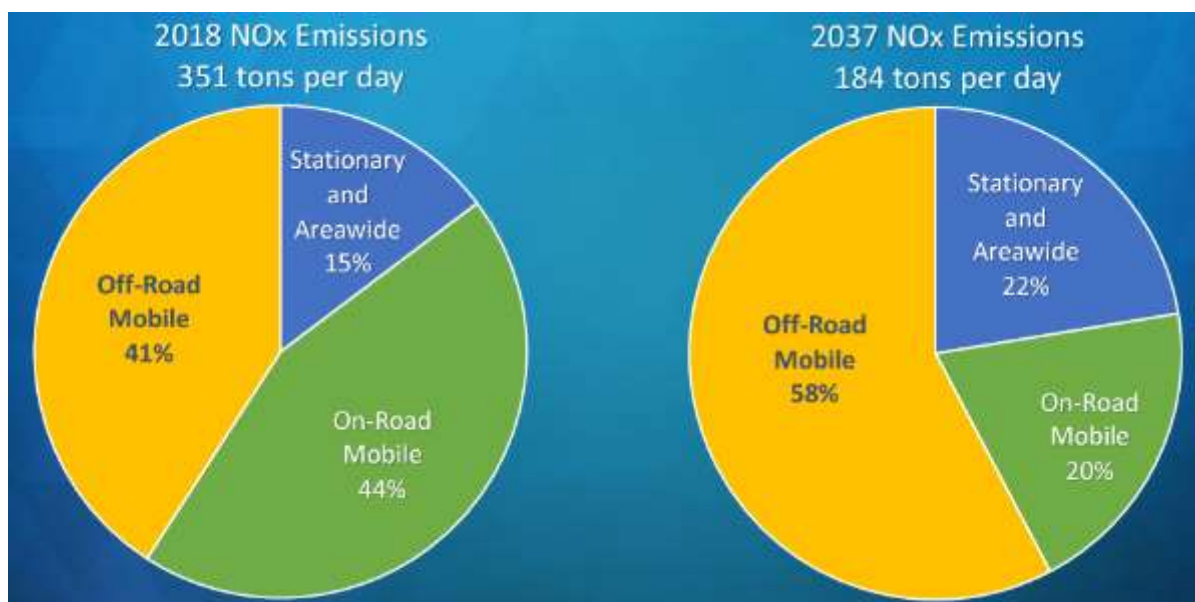 2018 NOx Emissions
351 tons per day
Stationary
and
Areawide
15%
Off-Road
Mobile
41%
On-Road
Mobile
44%
2037 NOx Emissions
184 tons per day
Stationary
and
Areawide
22%
Off-Road
Mobile
58%
On-Road
Mobile
20%